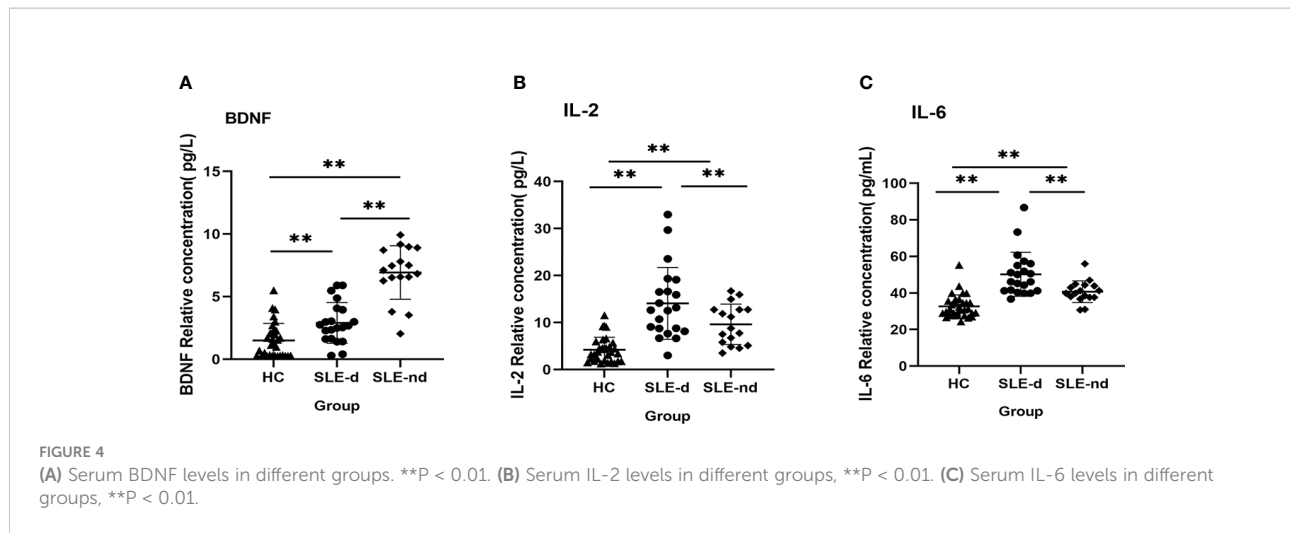 A
BDNF
BDNF Relative concentration( pg/L)
15
10
5
0
**
**
**
HC SLE-d SLE-nd
Group
B
IL-2
IL-2 Relative concentration( pg/L)
40
30
20
10
0
**
**
**
HC SLE-d SLE-nd
Group
C
IL-6
IL-6 Relative concentration( pg/mL)
100
80
60
40
20
0
**
**
**
HC SLE-d SLE-nd
Group
FIGURE 4
(A) Serum BDNF levels in different groups. **P < 0.01. (B) Serum IL-2 levels in different groups, **P < 0.01. (C) Serum IL-6 levels in different
groups, **P < 0.01.